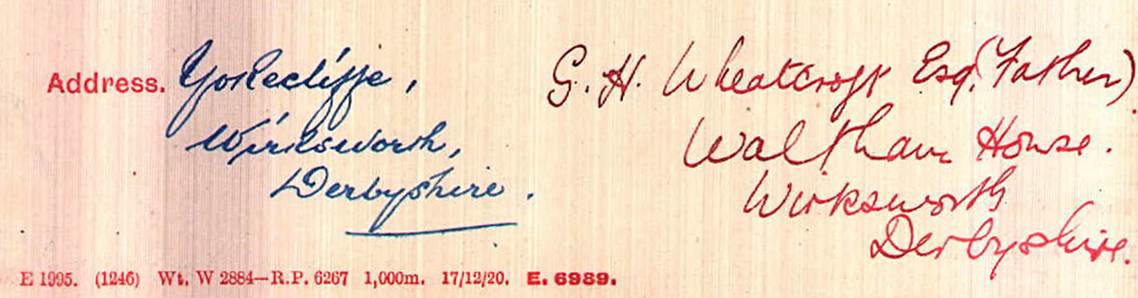 Address. Yokecliffe,
Wirksworth,
Derbyshire.
G. H. Wheatcroft Esq. (Father)
Waltham House.
Wirksworth
Derbyshire.
E 1995. (1246) Wt. W 2884—R.P. 6267 1,000m. 17/12/20. E. 6989.